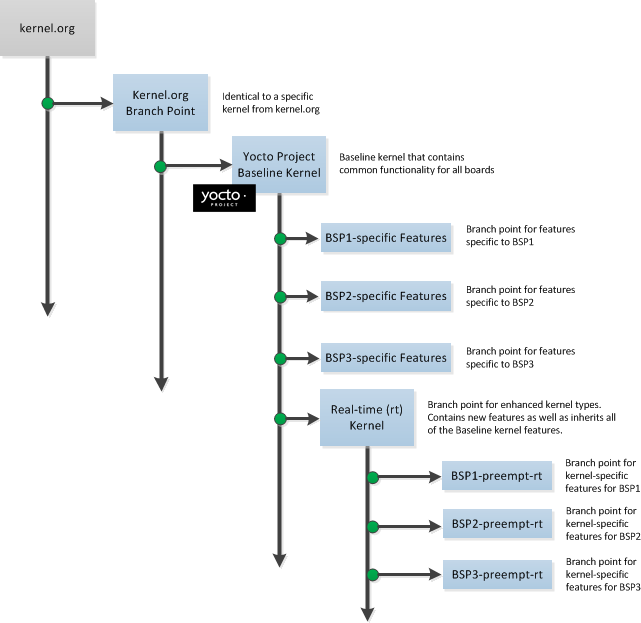 kernel.org
Kernel.org
Branch Point
Identical to a specific
kernel from kernel.org
Yocto Project
Baseline Kernel
Baseline kernel that contains
common functionality for all boards
yocto ·
PROJECT
BSP1-specific Features
Branch point for features
specific to BSP1
BSP2-specific Features
Branch point for features
specific to BSP2
BSP3-specific Features
Branch point for features
specific to BSP3
Real-time (rt)
Kernel
Branch point for enhanced kernel types.
Contains new features as well as inherits all
of the Baseline kernel features.
BSP1-preempt-rt
Branch point for
kernel-specific
features for BSP1
BSP2-preempt-rt
Branch point for
kernel-specific
features for BSP2
BSP3-preempt-rt
Branch point for
kernel-specific
features for BSP3